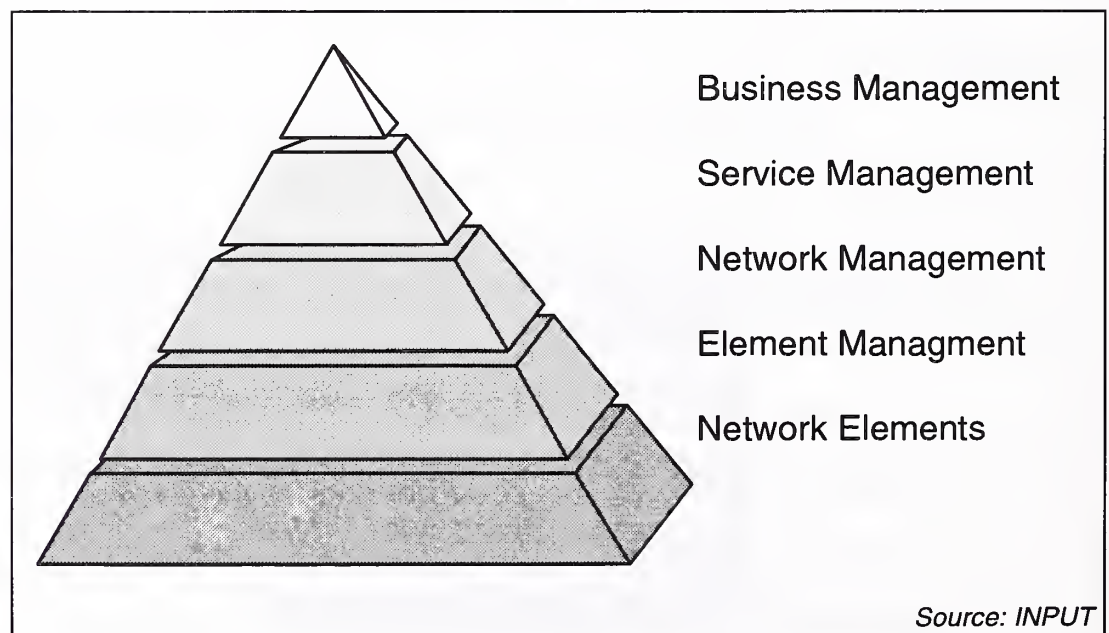 Business Management
Service Management
Network Management
Element Managment
Network Elements
Source: INPUT